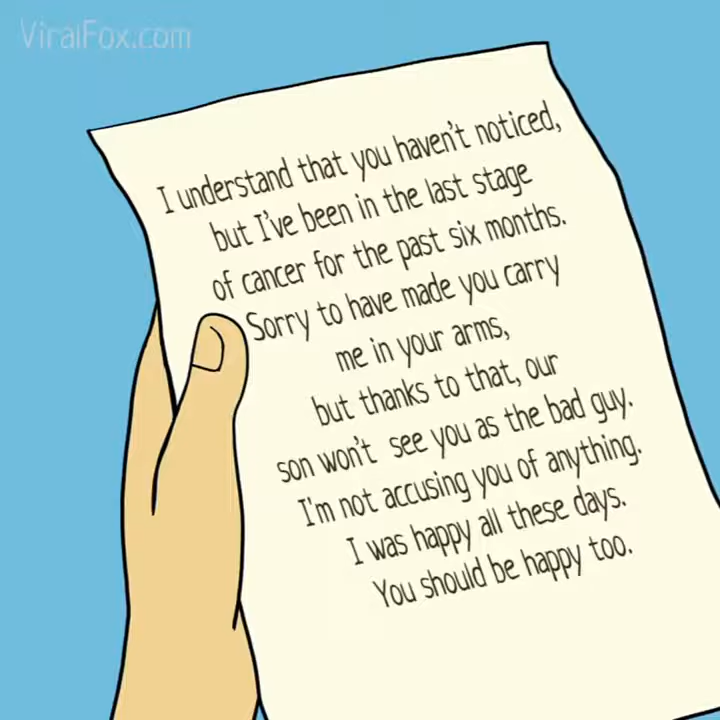 ViralFox.com
I understand that you haven't noticed,
but I've been in the last stage
of cancer for the past six months.
Sorry to have made you carry
me in your arms,
but thanks to that, our
son won't see you as the bad guy.
I'm not accusing you of anything.
I was happy all these days.
You should be happy too.